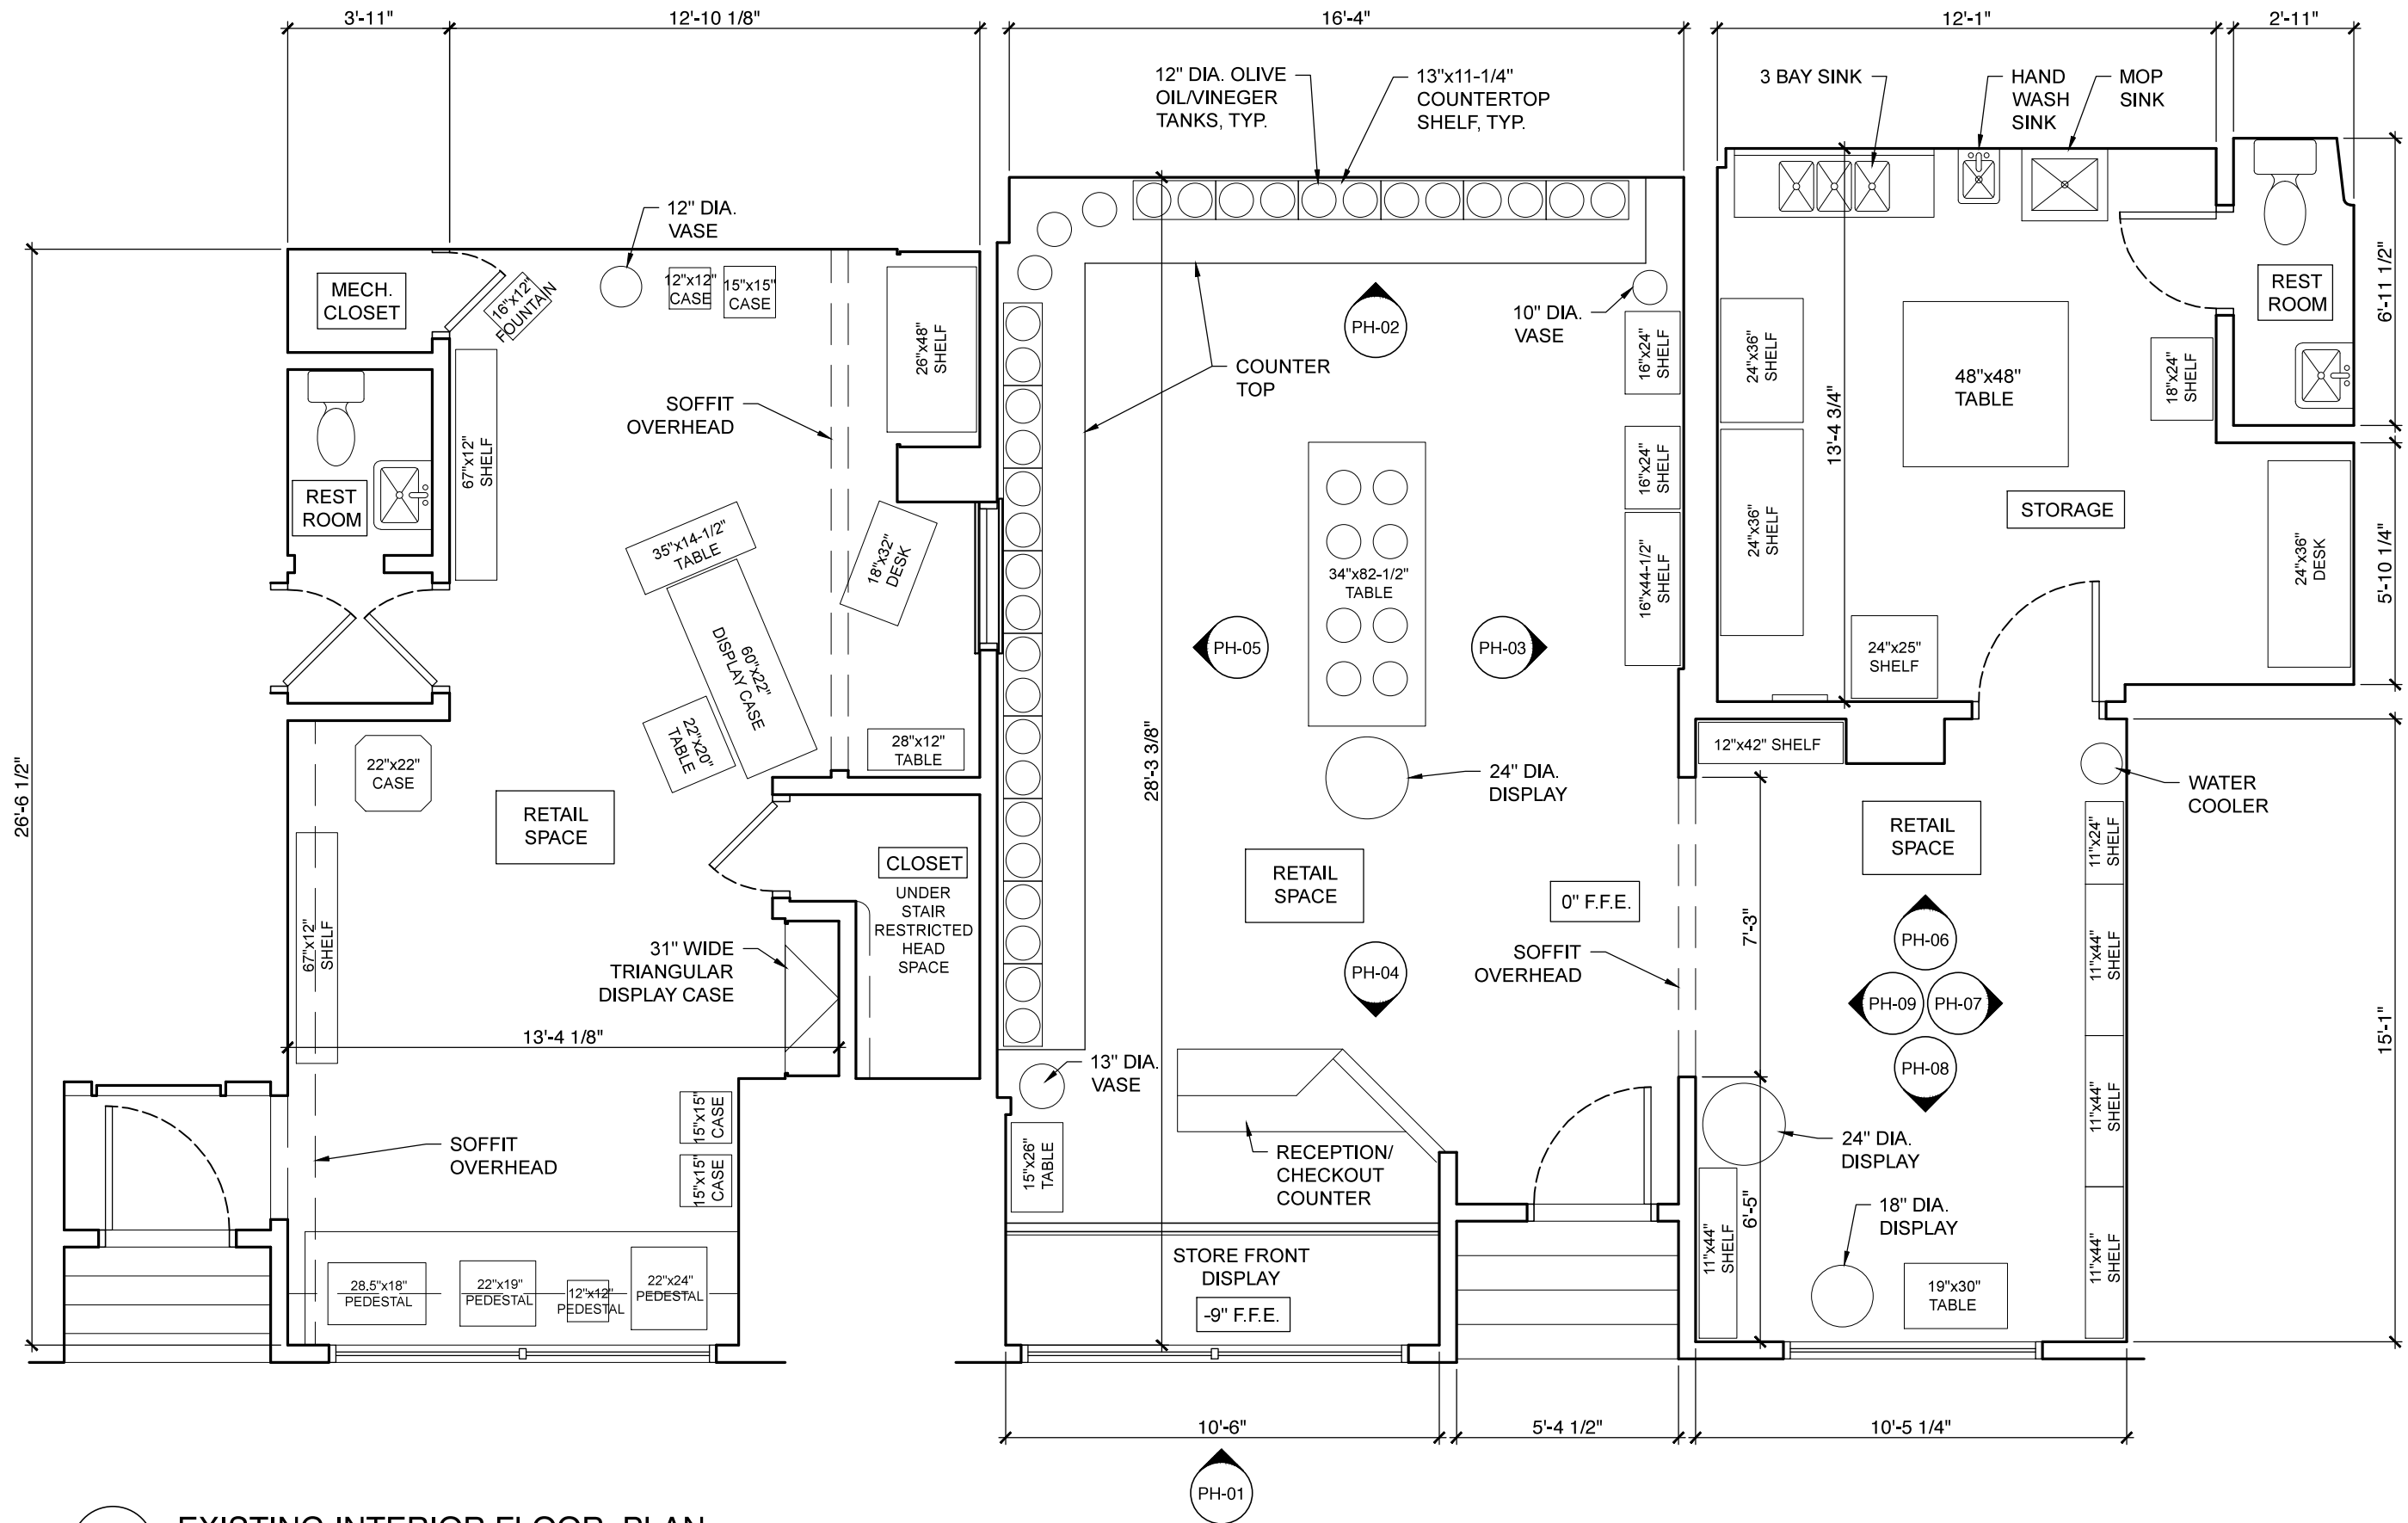 3'-11"
12'-10 1/8"
16'-4"
12'-1"
2'-11"
12" DIA. OLIVE
OIL/VINEGER
TANKS, TYP.
13"x11-1/4"
COUNTERTOP
SHELF, TYP.
3 BAY SINK
HAND
WASH
SINK
MOP
SINK
12" DIA.
VASE
MECH.
CLOSET
16"x12"
FOUNTAIN
12"x12"
CASE
15"x15"
CASE
26"x48"
SHELF
SOFFIT
OVERHEAD
67"x12"
SHELF
REST
ROOM
35"x14-1/2"
TABLE
18"x32"
DESK
60"x22"
DISPLAY CASE
22"x20"
TABLE
28"x12"
TABLE
22"x22"
CASE
RETAIL
SPACE
26'-6 1/2"
67"x12"
SHELF
CLOSET
UNDER
STAIR
RESTRICTED
HEAD
SPACE
31" WIDE
TRIANGULAR
DISPLAY CASE
13'-4 1/8"
15"x15"
CASE
15"x15"
CASE
SOFFIT
OVERHEAD
28.5"x18"
PEDESTAL
22"x19"
PEDESTAL
12"x12"
PEDESTAL
22"x24"
PEDESTAL
PH-02
10" DIA.
VASE
COUNTER
TOP
16"x24"
SHELF
16"x24"
SHELF
16"x44-1/2"
SHELF
34"x82-1/2"
TABLE
PH-05
PH-03
28'-3 3/8"
24" DIA.
DISPLAY
RETAIL
SPACE
0" F.F.E.
PH-04
SOFFIT
OVERHEAD
13" DIA.
VASE
15"x26"
TABLE
RECEPTION/
CHECKOUT
COUNTER
STORE FRONT
DISPLAY
-9" F.F.E.
10'-6"
5'-4 1/2"
10'-5 1/4"
PH-01
24"x36"
SHELF
24"x36"
SHELF
13'-4 3/4"
48"x48"
TABLE
18"x24"
SHELF
REST
ROOM
6'-11 1/2"
STORAGE
24"x36"
DESK
5'-10 1/4"
24"x25"
SHELF
12"x42" SHELF
WATER
COOLER
RETAIL
SPACE
11"x24"
SHELF
7'-3"
PH-06
PH-09
PH-07
PH-08
11"x44"
SHELF
11"x44"
SHELF
11"x44"
SHELF
15'-1"
24" DIA.
DISPLAY
6'-5"
11"x44"
SHELF
18" DIA.
DISPLAY
19"x30"
TABLE
EXISTING INTERIOR FLOOR PLAN